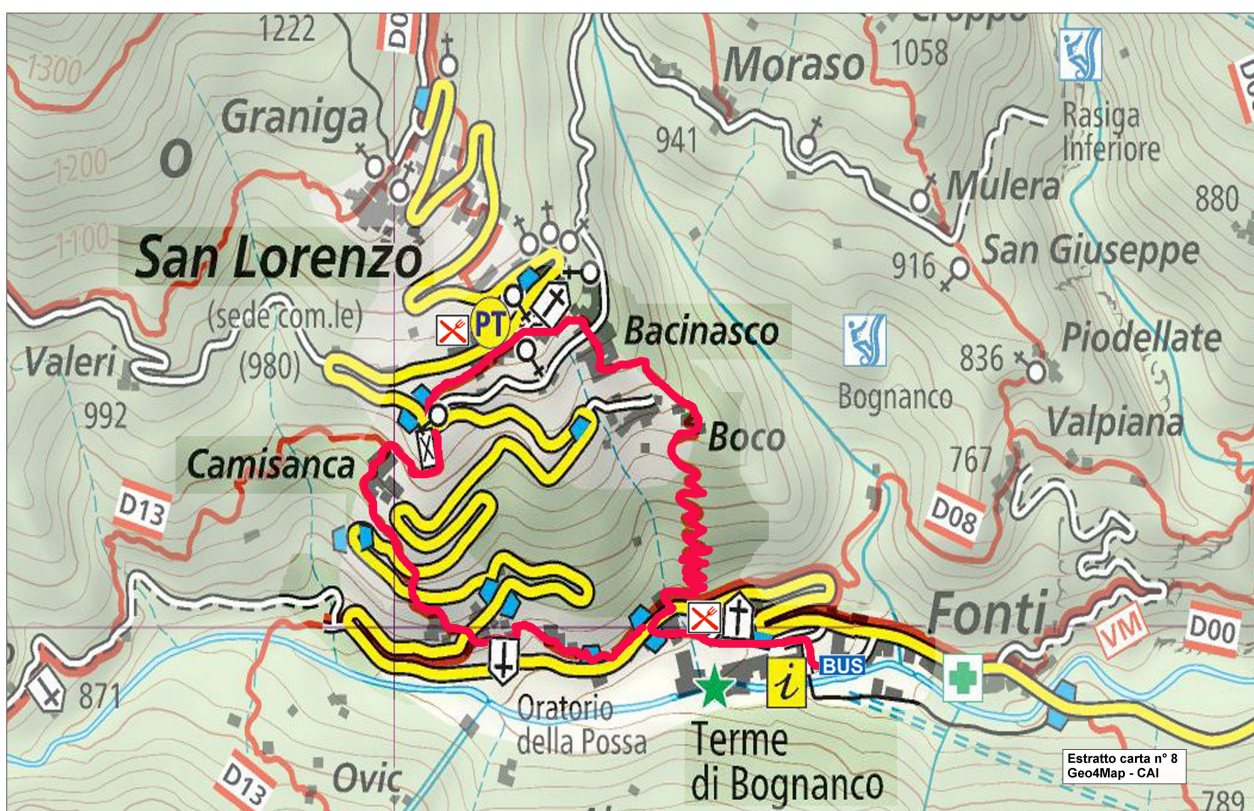 1222
D0
Croppo
1058
1300
Moraso
Graniga
941
Rasiga
Inferiore
O
1200
Mulera
880
1100
San Giuseppe
San Lorenzo
916
(sede com.le)
PT
Bacinasco
Piodellate
Valeri
(980)
836
Bognanco
992
Valpiana
Boco
Camisanca
767
D13
D08
Fonti
VM
D00
BUS
i
871
Oratorio
della Possa
Terme
di Bognanco
Estratto carta n° 8
Geo4Map - CAI
D13
Ovic
789